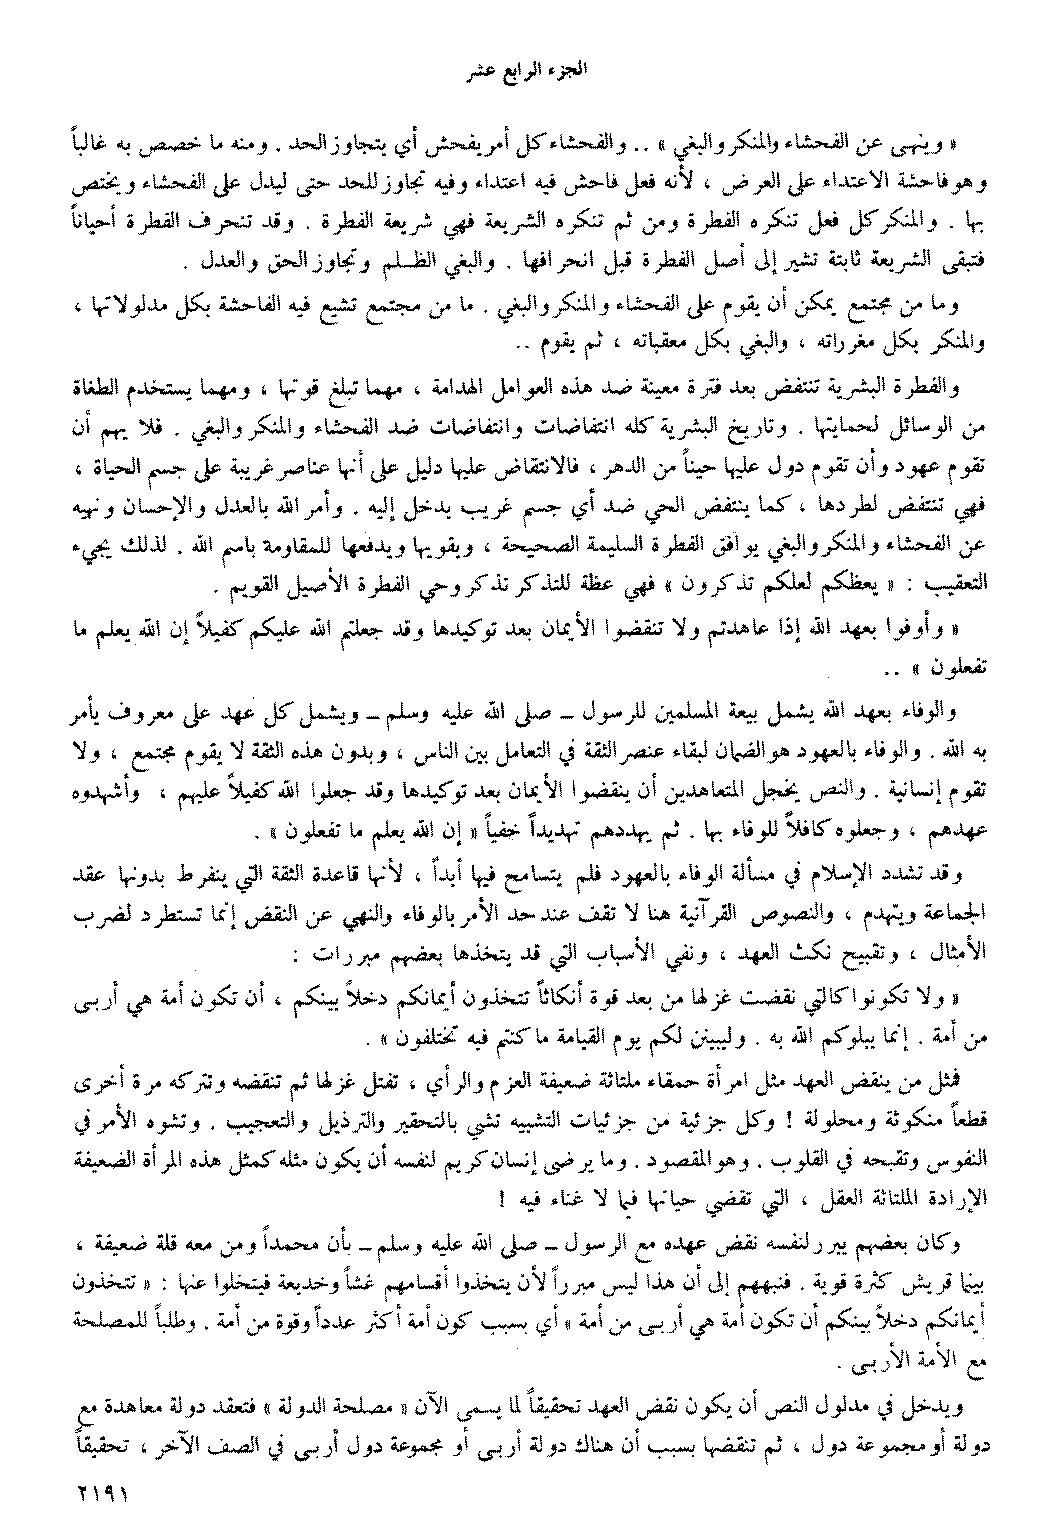 الجزء الرابع عشر
« وينهى عن الفحشاء والمنكر والبغي » .. والفحشاء كل أمر يفحش أي يتجاوز الحد . ومنه ما خصص به غالباً
وهو فاحشة الاعتداء على العرض ، لأنه فعل فاحش فيه اعتداء وفيه تجاوز للحد حتى ليدل على الفحشاء ويختص
بها . والمنكر كل فعل تنكره الفطرة ومن ثم تنكره الشريعة فهي شريعة الفطرة . وقد تنحرف الفطرة أحياناً
فتبقى الشريعة ثابتة تشير إلى أصل الفطرة قبل انحرافها . والبغي الظلم وتجاوز الحق والعدل .
وما من مجتمع يمكن أن يقوم على الفحشاء والمنكر والبغي . ما من مجتمع تشيع فيه الفاحشة بكل مدلولاتها ،
والمنكر بكل مغرراته ، والبغي بكل معقباته ، ثم يقوم ..
والفطرة البشرية تنتفض بعد فترة معينة ضد هذه العوامل الهدامة ، مهما تبلغ قوتها ، ومهما يستخدم الطغاة
من الوسائل لحمايتها . وتاريخ البشرية كله انتفاضات وانتفاضات ضد الفحشاء والمنكر والبغي . فلا يهم أن
تقوم عهود وأن تقوم دول عليها حيناً من الدهر ، فالانتقاض عليها دليل على أنها عناصر غريبة على جسم الحياة ،
فهي تنتفض لطردها ، كما ينتفض الحي ضد أي جسم غريب يدخل إليه . وأمر الله بالعدل والإحسان ونهيه
عن الفحشاء والمنكر والبغي يوافق الفطرة السليمة الصحيحة ، ويقويها ويدفعها للمقاومة باسم الله . لذلك يجيء
التعقيب : « يعظكم لعلكم تذكرون » فهي عظة للتذكر تذكر وحي الفطرة الأصيل القويم .
« وأوفوا بعهد الله إذا عاهدتم ولا تنقضوا الأيمان بعد توكيدها وقد جعلتم الله عليكم كفيلاً إن الله يعلم ما
تفعلون » ..
والوفاء بعهد الله يشمل بيعة المسلمين للرسول ــ صلى الله عليه وسلم ــ ويشمل كل عهد على معروف يأمر
به الله . والوفاء بالعهود هو الضمان لبقاء عنصر الثقة في التعامل بين الناس ، وبدون هذه الثقة لا يقوم مجتمع ، ولا
تقوم إنسانية . والنص يخجل المتعاهدين أن ينقضوا الأيمان بعد توكيدها وقد جعلوا الله كفيلاً عليهم ، وأشهدوه
عهدهم ، وجعلوه كافلاً للوفاء بها . ثم يهددهم تهديداً خفياً « إن الله يعلم ما تفعلون » .
وقد تشدد الإسلام في مسألة الوفاء بالعهود فلم يتسامح فيها أبداً ، لأنها قاعدة الثقة التي ينفرط بدونها عقد
الجماعة ويتهدم ، والنصوص القرآنية هنا لا تقف عند حد الأمر بالوفاء والنهي عن النقض إنما تستطرد لضرب
الأمثال ، وتقبيح نكث العهد ، ونفي الأسباب التي قد يتخذها بعضهم مبررات :
« ولا تكونوا كالتي نقضت غزلها من بعد قوة أنكاثاً تتخذون أيمانكم دخلاً بينكم ، أن تكون أمة هي أربى
من أمة . إنما يبلوكم الله به . وليبينن لكم يوم القيامة ما كنتم فيه تختلفون » .
فمثل من ينقض العهد مثل امرأة حمقاء ملتاثة ضعيفة العزم والرأي ، تفتل غزلها ثم تنقضه وتتركه مرة أخرى
قطعاً منكوثة ومحلولة ! وكل جزئية من جزئيات التشبيه تشي بالتحقير والترذيل والتعجيب . وتشوه الأمر في
النفوس وتقبحه في القلوب . وهو المقصود . وما يرضى إنسان كريم لنفسه أن يكون مثله كمثل هذه المرأة الضعيفة
الإرادة الملتاثة العقل ، التي تقضي حياتها فيما لا غناء فيه !
وكان بعضهم يبرر لنفسه نقض عهده مع الرسول ــ صلى الله عليه وسلم ــ بأن محمداً ومن معه قلة ضعيفة ،
بينما قريش كثرة قوية . فنبههم إلى أن هذا ليس مبرراً لأن يتخذوا أقسامهم غشاً وخديعة فيتخلوا عنها : « تتخذون
أيمانكم دخلاً بينكم أن تكون أمة هي أربى من أمة » أي بسبب كون أمة أكثر عدداً وقوة من أمة . وطلباً للمصلحة
مع الأمة الأربى .
ويدخل في مدلول النص أن يكون نقض العهد تحقيقاً لما يسمى الآن « مصلحة الدولة » فتعقد دولة معاهدة مع
دولة أو مجموعة دول ، ثم تنقضها بسبب أن هناك دولة أربى أو مجموعة دول أربى في الصف الآخر ، تحقيقاً
٢١٩١